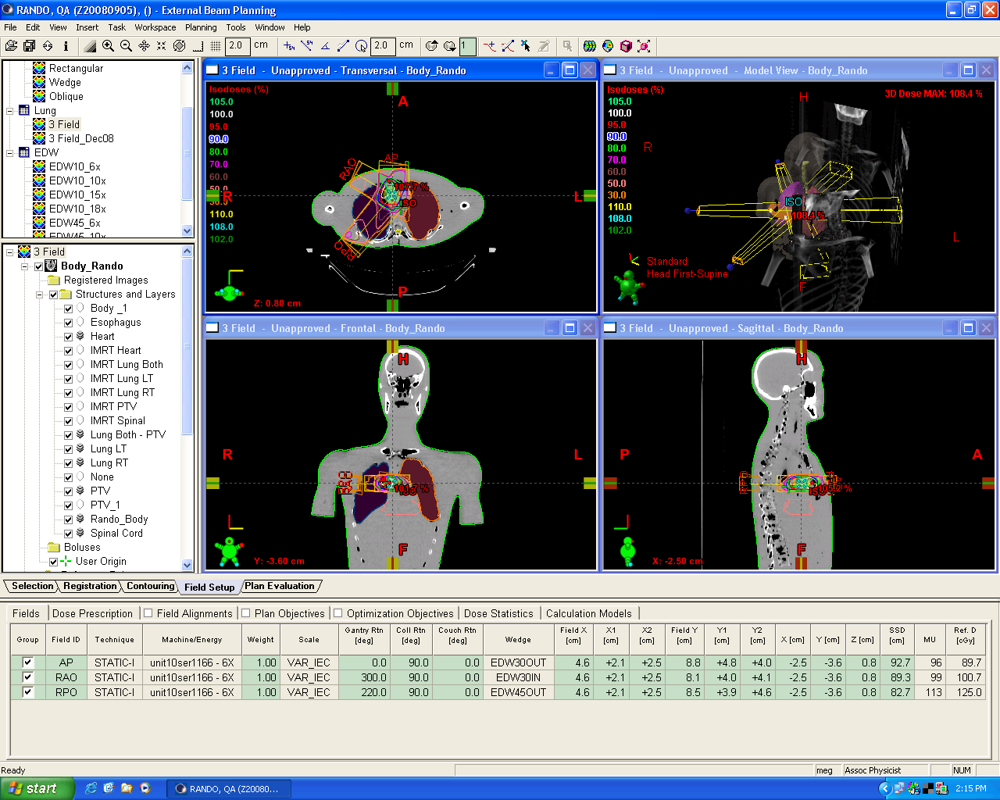 RANDO, QA (Z20080905), () - External Beam Planning
File Edit View Insert Task Workspace Planning Tools Window Help
2.0 cm 2.0 cm 1
Rectangular
Wedge
Oblique
Lung
3 Field
3 Field_Dec08
EDW
EDW10_6x
EDW10_10x
EDW10_15x
EDW10_18x
EDW45_6x
EDW45_10x
3 Field
Body_Rando
Registered Images
Structures and Layers
Body _1
Esophagus
Heart
IMRT Heart
IMRT Lung Both
IMRT Lung LT
IMRT Lung RT
IMRT PTV
IMRT Spinal
Lung Both - PTV
Lung LT
Lung RT
None
PTV
PTV_1
Rando_Body
Spinal Cord
Boluses
User Origin
3 Field - Unapproved - Transversal - Body_Rando
Isodoses (%)
105.0
100.0
95.0
90.0
80.0
70.0
60.0
50.0
30.0
110.0
108.0
102.0
A
R
L
P
RAO
AP
RPO
107.7 %
ISO
Z: 0.80 cm
3 Field - Unapproved - Model View - Body_Rando
Isodoses (%)
105.0
100.0
95.0
90.0
80.0
70.0
60.0
50.0
30.0
110.0
108.0
102.0
3D Dose MAX: 108.4 %
H
R
ISO
108.4 %
L
F
Standard
Head First-Supine
3 Field - Unapproved - Frontal - Body_Rando
H
R
L
101.7 %
F
Y: -3.60 cm
3 Field - Unapproved - Sagittal - Body_Rando
H
P
A
105.2 %
F
X: -2.50 cm
Selection Registration Contouring Field Setup Plan Evaluation
Fields Dose Prescription Field Alignments Plan Objectives Optimization Objectives Dose Statistics Calculation Models
Group Field ID Technique Machine/Energy Weight Scale Gantry Rtn [deg] Coll Rtn [deg] Couch Rtn [deg] Wedge Field X [cm] X1 [cm] X2 [cm] Field Y [cm] Y1 [cm] Y2 [cm] X [cm] Y [cm] Z [cm] SSD [cm] MU Ref. D [cGy]
AP STATIC-I unit10ser1166 - 6X 1.00 VAR_IEC 0.0 90.0 0.0 EDW30OUT 4.6 +2.1 +2.5 8.8 +4.8 +4.0 -2.5 -3.6 0.8 92.7 96 89.7
RAO STATIC-I unit10ser1166 - 6X 1.00 VAR_IEC 300.0 90.0 0.0 EDW30IN 4.6 +2.1 +2.5 8.1 +4.0 +4.1 -2.5 -3.6 0.8 89.3 99 100.7
RPO STATIC-I unit10ser1166 - 6X 1.00 VAR_IEC 220.0 90.0 0.0 EDW45OUT 4.6 +2.1 +2.5 8.5 +3.9 +4.6 -2.5 -3.6 0.8 82.7 113 125.0
Ready meg Assoc Physicist NUM
start RANDO, QA (Z20080... 2:15 PM